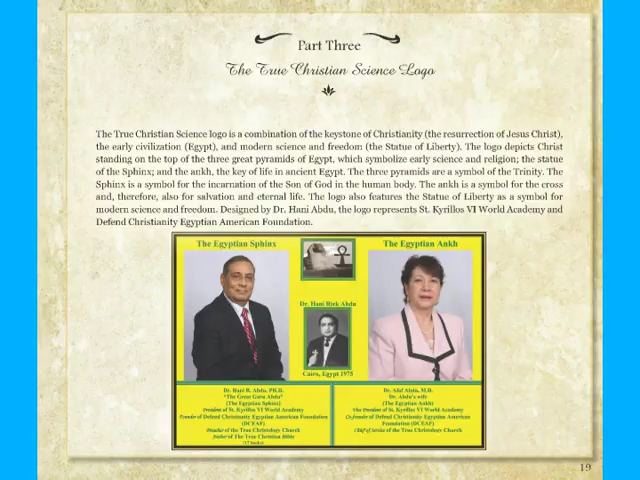 Part Three
The True Christian Science Logo
The True Christian Science logo is a combination of the keystone of Christianity (the resurrection of Jesus Christ),
the early civilization (Egypt), and modern science and freedom (the Statue of Liberty). The logo depicts Christ
standing on the top of the three great pyramids of Egypt, which symbolize early science and religion; the statue
of the Sphinx; and the ankh, the key of life in ancient Egypt. The three pyramids are a symbol of the Trinity. The
Sphinx is a symbol for the incarnation of the Son of God in the human body. The ankh is a symbol for the cross
and, therefore, also for salvation and eternal life. The logo also features the Statue of Liberty as a symbol for
modern science and freedom. Designed by Dr. Hani Abdu, the logo represents St. Kyrillos VI World Academy and
Defend Christianity Egyptian American Foundation.
The Egyptian Sphinx
The Egyptian Ankh
Dr. Hani Rizk Abdu
Cairo, Egypt 1975
Dr. Hani R. Abdu, PH.D.
"The Great Guru Abdu"
(The Egyptian Sphinx)
President of St. Kyrillos VI World Academy
Founder of Defend Christianity Egyptian American Foundation
(DCEAF)
of the True Christology Church
of The True Christian Bible
Dr. Afaf Abdu, M.D.
Dr. Abdu's wife
(The Egyptian Ankh)
Vice President of St. Kyrillos VI World Academy
Co-founder of Defend Christianity Egyptian American
Foundation (DCEAF)
Chief of Service of the True Christology Church
19